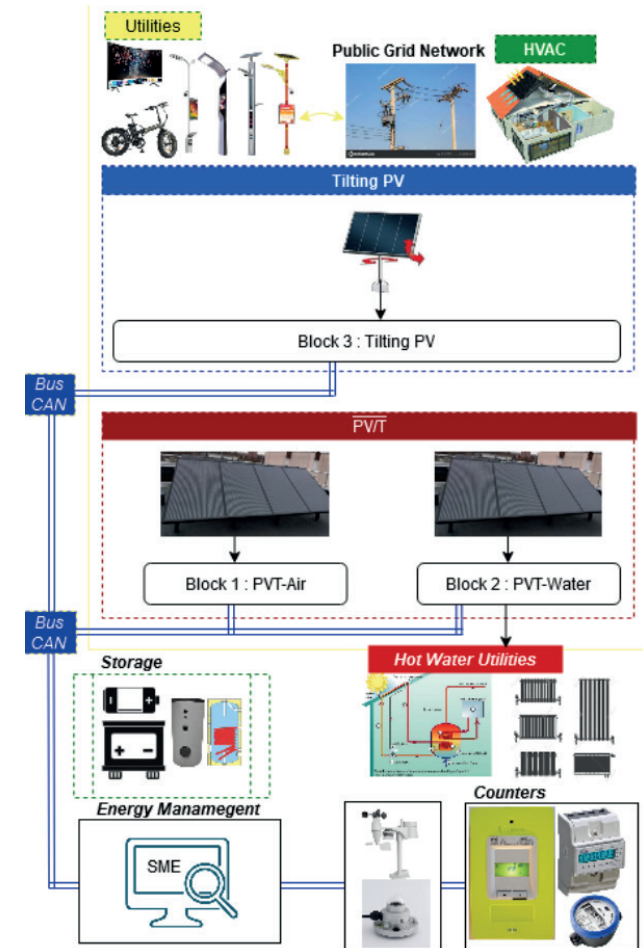 Utilities
Public Grid Network
HVAC
Tilting PV
Block 3 : Tilting PV
Bus
CAN
PV/T
Block 1 : PVT-Air
Block 2 : PVT-Water
Bus
CAN
Storage
Hot Water Utilities
Energy Manamegent
Counters
SME